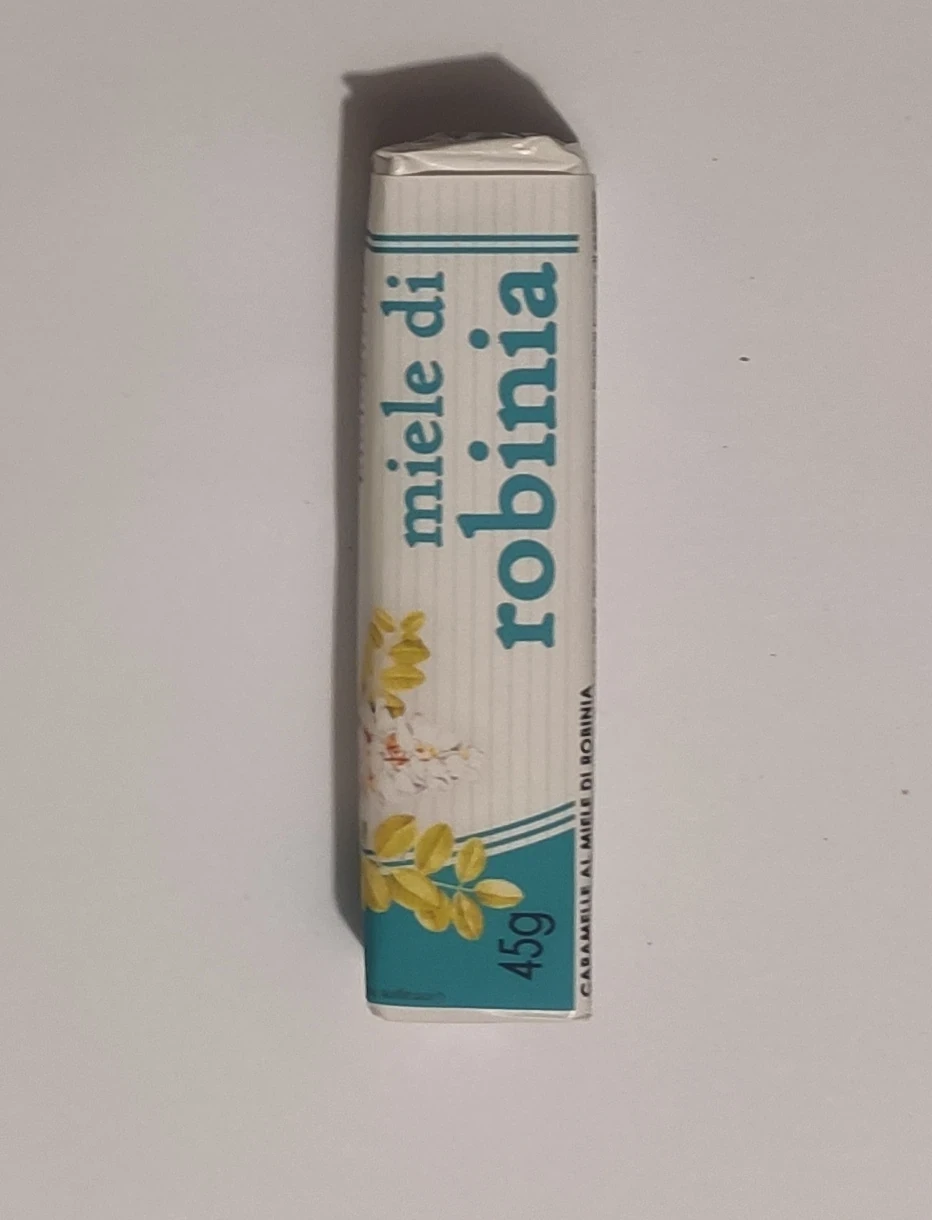 miele di
robinia
45g
CARAMELLE AL MIELE DI ROBINIA